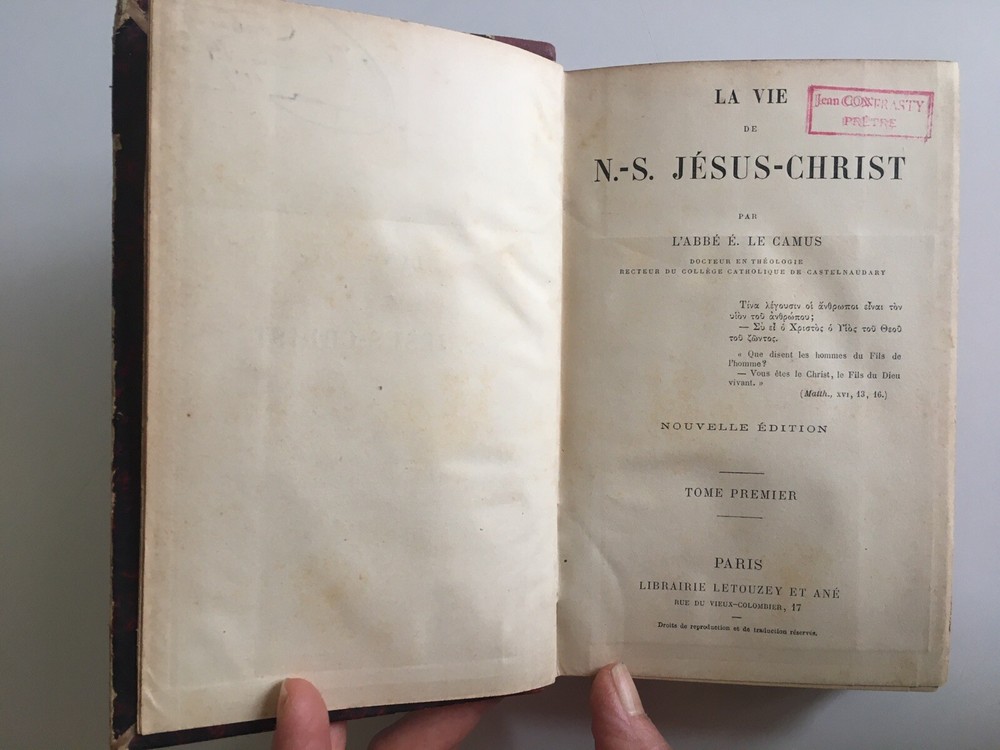 LA VIE
DE
N.-S. JÉSUS-CHRIST
Jean CONTRASTY
PRÊTRE
PAR
L'ABBÉ É. LE CAMUS
DOCTEUR EN THÉOLOGIE
RECTEUR DU COLLÈGE CATHOLIQUE DE CASTELNAUDARY
Τίνα λέγουσιν οἱ ἄνθρωποι εἶναι τὸν
υἱὸν τοῦ ἀνθρώπου;
— Σὺ εἶ ὁ Χριστὸς ὁ Υἱὸς τοῦ Θεοῦ
τοῦ ζῶντος.
« Que disent les hommes du Fils de
l'homme?
— Vous êtes le Christ, le Fils du Dieu
vivant. »
(Matth., XVI, 13, 16.)
NOUVELLE ÉDITION
TOME PREMIER
PARIS
LIBRAIRIE LETOUZEY ET ANÉ
RUE DU VIEUX-COLOMBIER, 17
Droits de reproduction et de traduction réservés.